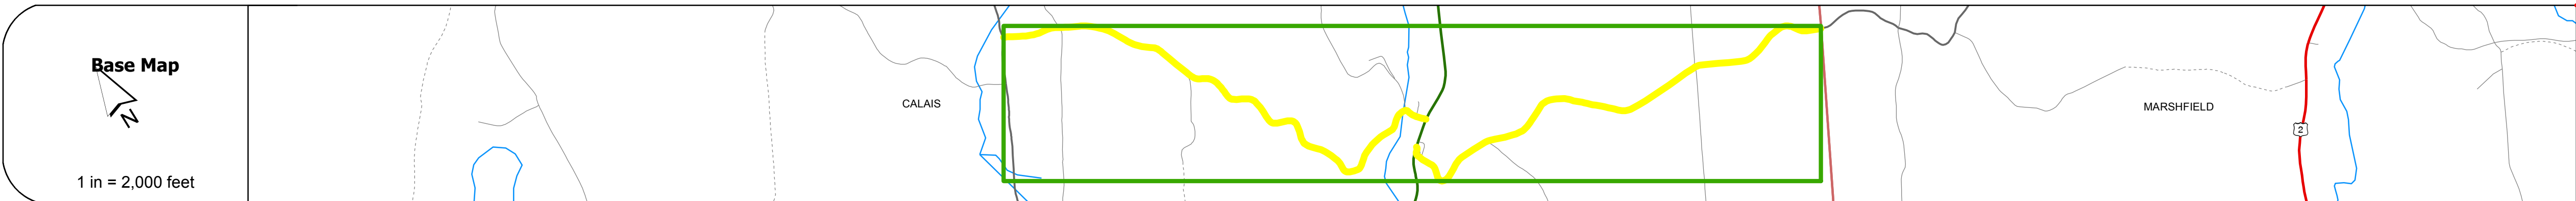 Base Map
N
1 in = 2,000 feet
CALAIS
MARSHFIELD
2